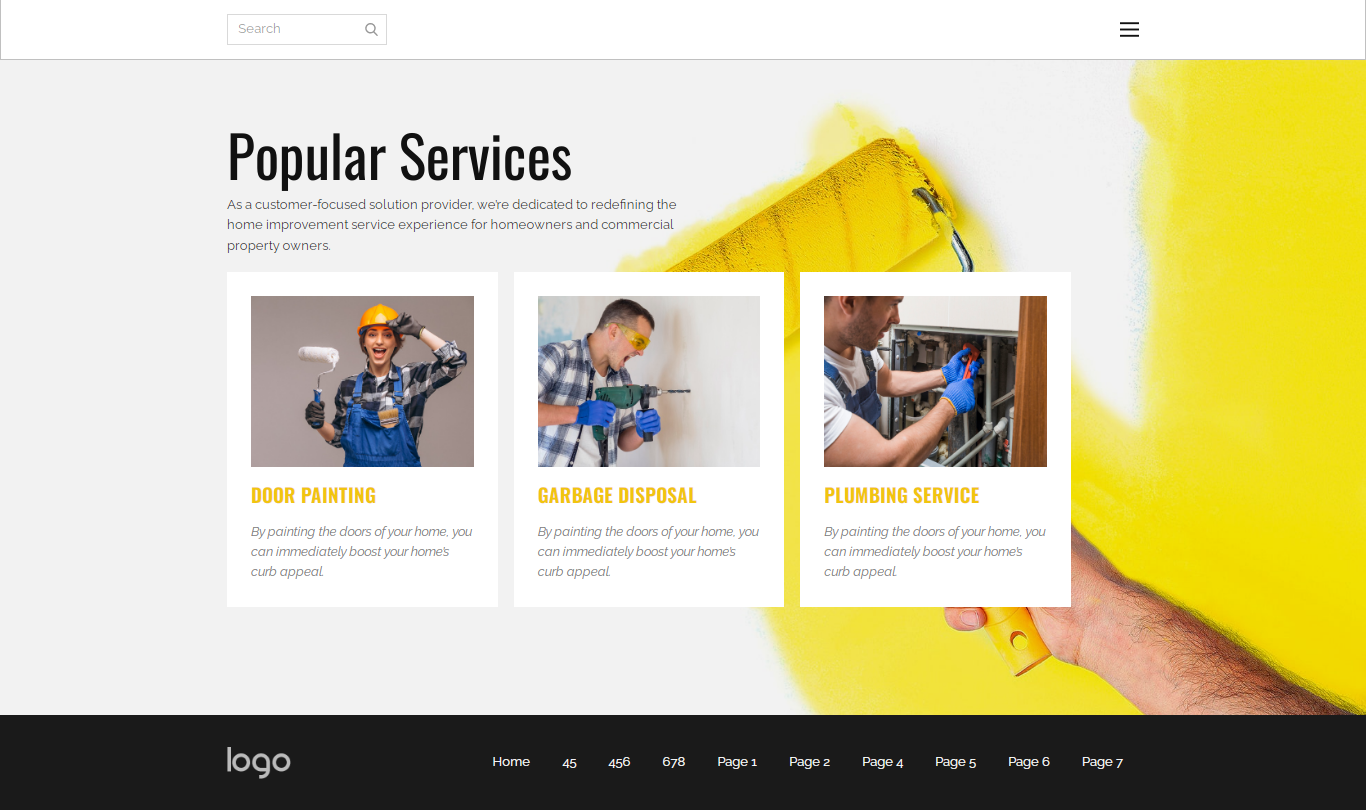 Search
Popular Services
As a customer-focused solution provider, we're dedicated to redefining the
home improvement service experience for homeowners and commercial
property owners.
DOOR PAINTING
By painting the doors of your home, you
can immediately boost your home's
curb appeal.
GARBAGE DISPOSAL
By painting the doors of your home, you
can immediately boost your home's
curb appeal.
PLUMBING SERVICE
By painting the doors of your home, you
can immediately boost your home's
curb appeal.
logo
Home 45 456 678 Page 1 Page 2 Page 4 Page 5 Page 6 Page 7